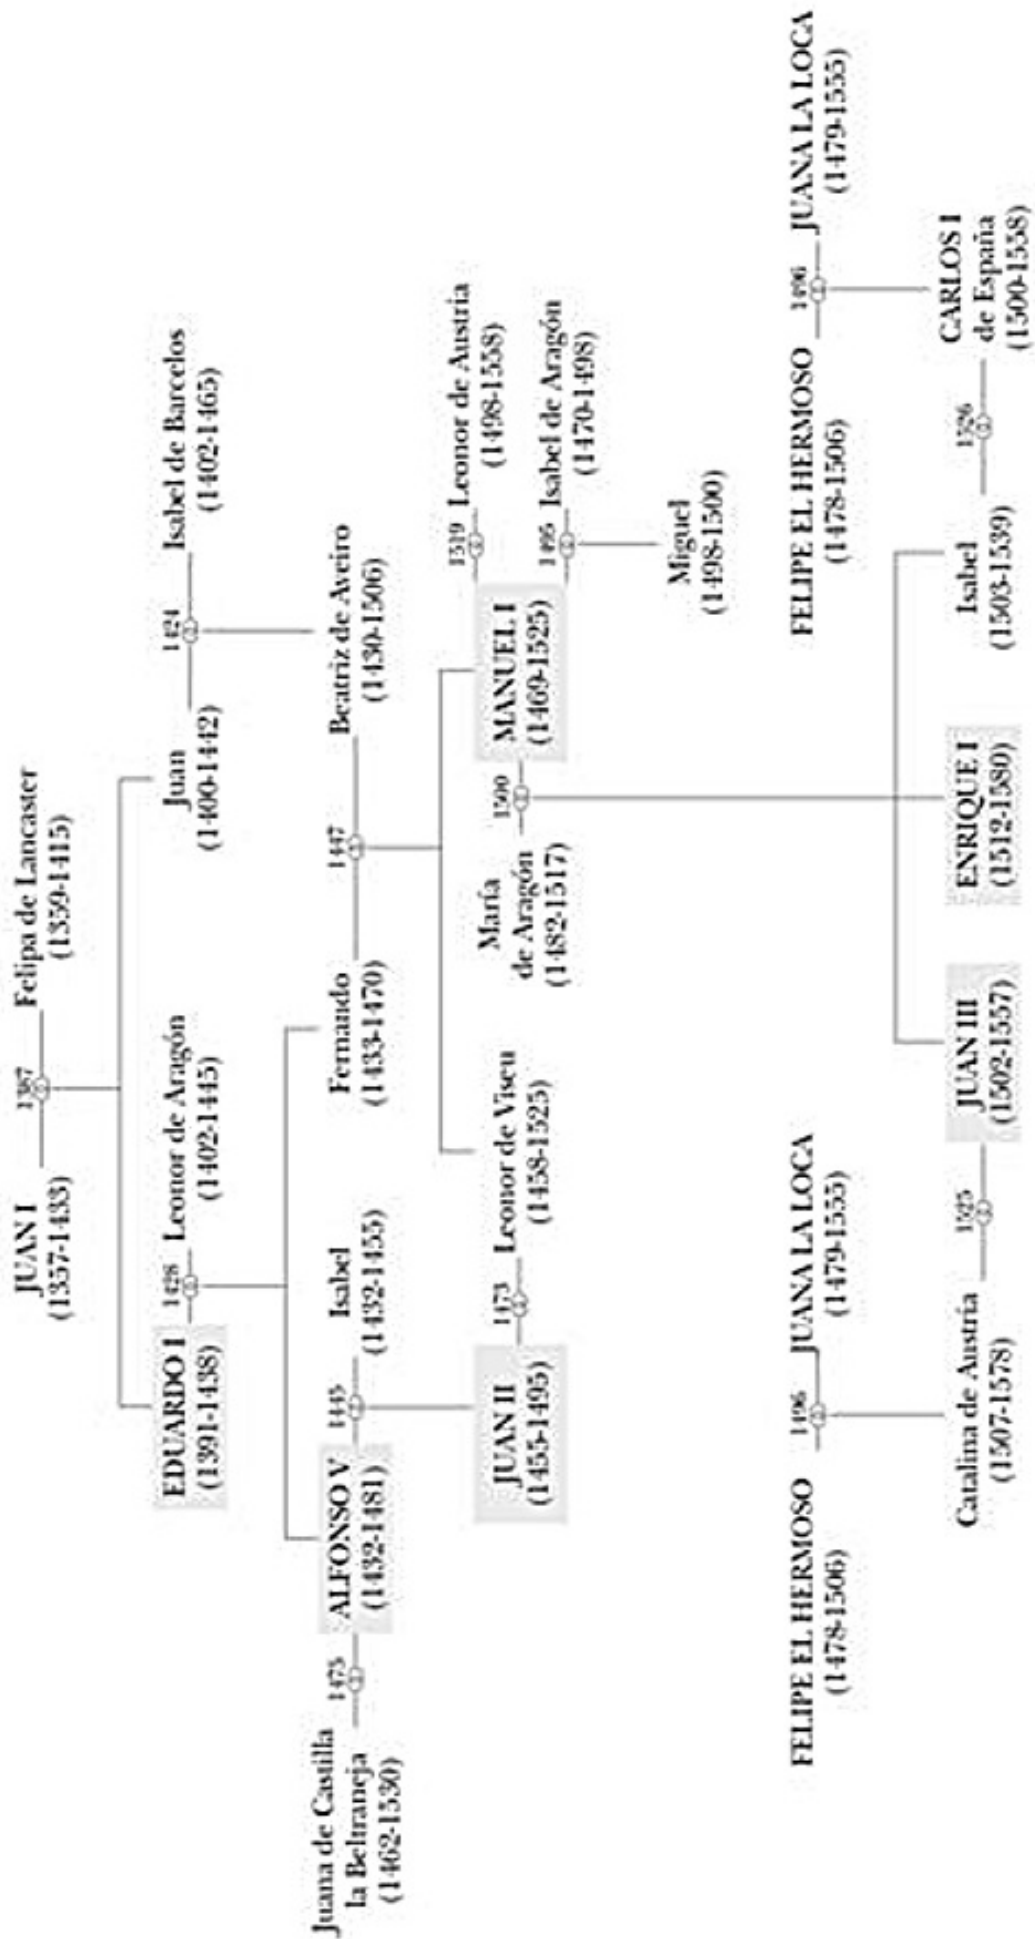 1387
JUAN I
(1357-1433)
Felipa de Lancaster
(1359-1415)
EDUARDO I
(1391-1438)
1428
Leonor de Aragón
(1402-1445)
Juan
(1400-1442)
1424
Isabel de Barcelos
(1402-1465)
Juana de Castilla
la Beltraneja
(1462-1530)
1475
ALFONSO V
(1432-1481)
1445
Isabel
(1432-1455)
Fernando
(1433-1470)
1447
Beatriz de Aveiro
(1430-1506)
JUAN II
(1455-1495)
1473
Leonor de Viseu
(1458-1525)
María
de Aragón
(1482-1517)
1500
MANUEL I
(1469-1525)
1519
Leonor de Austria
(1498-1558)
1495
Isabel de Aragón
(1470-1498)
Miguel
(1498-1500)
FELIPE EL HERMOSO
(1478-1506)
1496
JUANA LA LOCA
(1479-1555)
FELIPE EL HERMOSO
(1478-1506)
1496
JUANA LA LOCA
(1479-1555)
Catalina de Austria
(1507-1578)
1525
JUAN III
(1502-1557)
ENRIQUE I
(1512-1580)
Isabel
(1503-1539)
1526
CARLOS I
de España
(1500-1558)